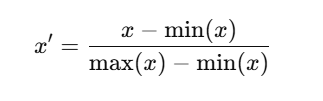 x′ = (x − min(x)) / (max(x) − min(x))